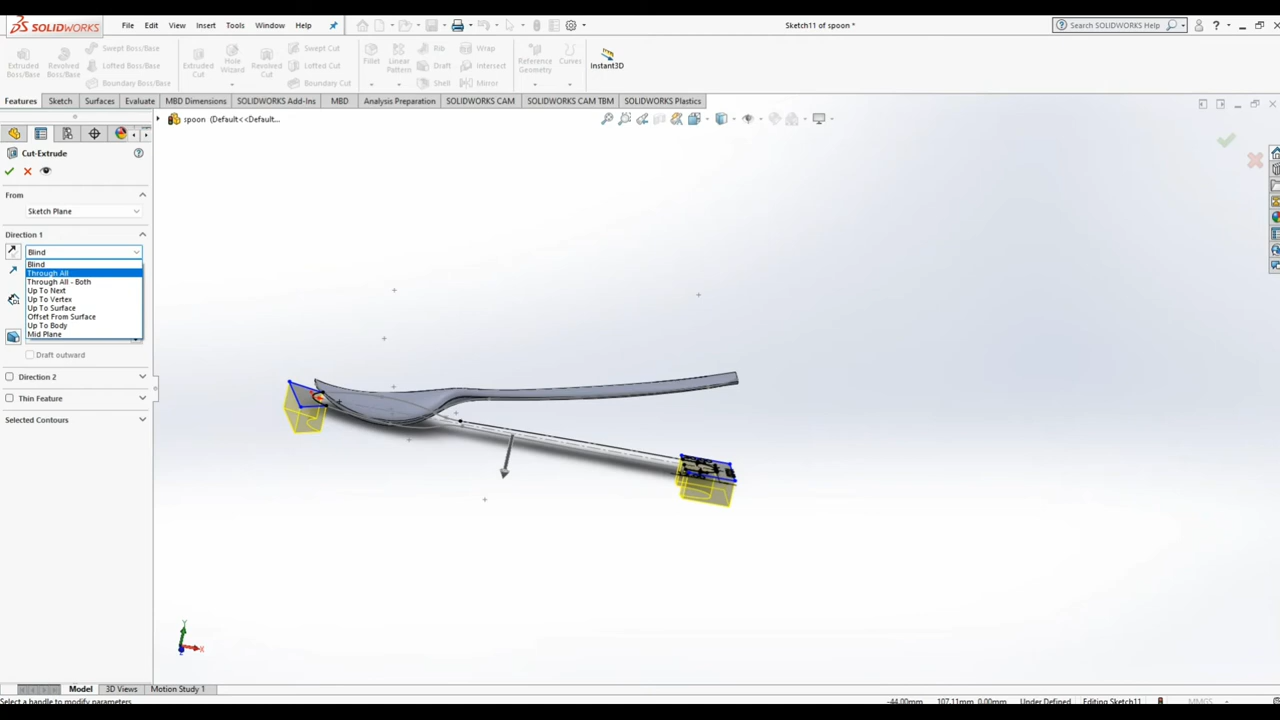 SOLIDWORKS File Edit View Insert Tools Window Help Sketch11 of spoon * Search SOLIDWORKS Help ?
Extruded Boss/Base
Revolved Boss/Base
Swept Boss/Base
Lofted Boss/Base
Boundary Boss/Base
Extruded Cut
Hole Wizard
Revolved Cut
Swept Cut
Lofted Cut
Boundary Cut
Fillet
Linear Pattern
Rib
Draft
Shell
Wrap
Intersect
Mirror
Reference Geometry
Curves
Instant3D
Features Sketch Surfaces Evaluate MBD Dimensions SOLIDWORKS Add-Ins MBD Analysis Preparation SOLIDWORKS CAM SOLIDWORKS CAM TBM SOLIDWORKS Plastics
spoon (Default<<Default...
Cut-Extrude
From
Sketch Plane
Direction 1
Blind
Blind
Through All
Through All - Both
Up To Next
Up To Vertex
Up To Surface
Offset From Surface
Up To Body
Mid Plane
Draft outward
Direction 2
Thin Feature
Selected Contours
Y
X
Z
Model 3D Views Motion Study 1
Select a handle to modify parameters.
-44.00mm 107.11mm 0.00mm Under Defined Editing Sketch11 MMGS